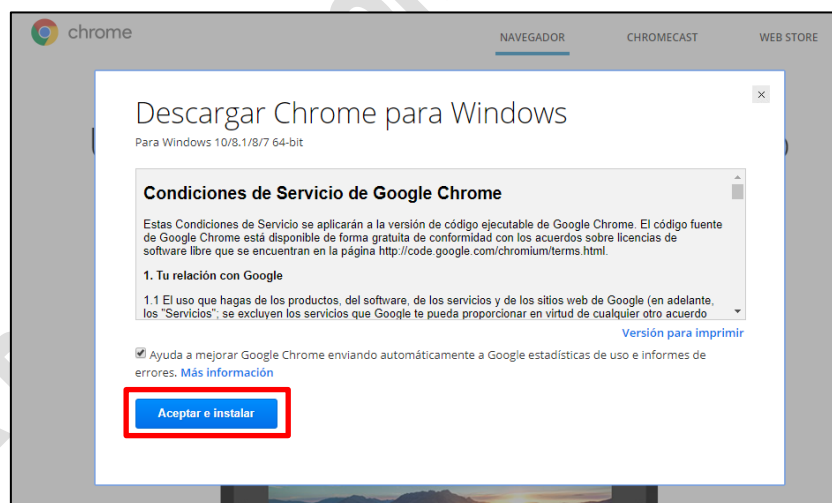 chrome
NAVEGADOR
CHROMECAST
WEB STORE
Descargar Chrome para Windows
Para Windows 10/8.1/8/7 64-bit
Condiciones de Servicio de Google Chrome
Estas Condiciones de Servicio se aplicarán a la versión de código ejecutable de Google Chrome. El código fuente
de Google Chrome está disponible de forma gratuita de conformidad con los acuerdos sobre licencias de
software libre que se encuentran en la página http://code.google.com/chromium/terms.html.
1. Tu relación con Google
1.1 El uso que hagas de los productos, del software, de los servicios y de los sitios web de Google (en adelante,
los "Servicios"; se excluyen los servicios que Google te pueda proporcionar en virtud de cualquier otro acuerdo
Versión para imprimir
Ayuda a mejorar Google Chrome enviando automáticamente a Google estadísticas de uso e informes de
errores. Más información
Aceptar e instalar